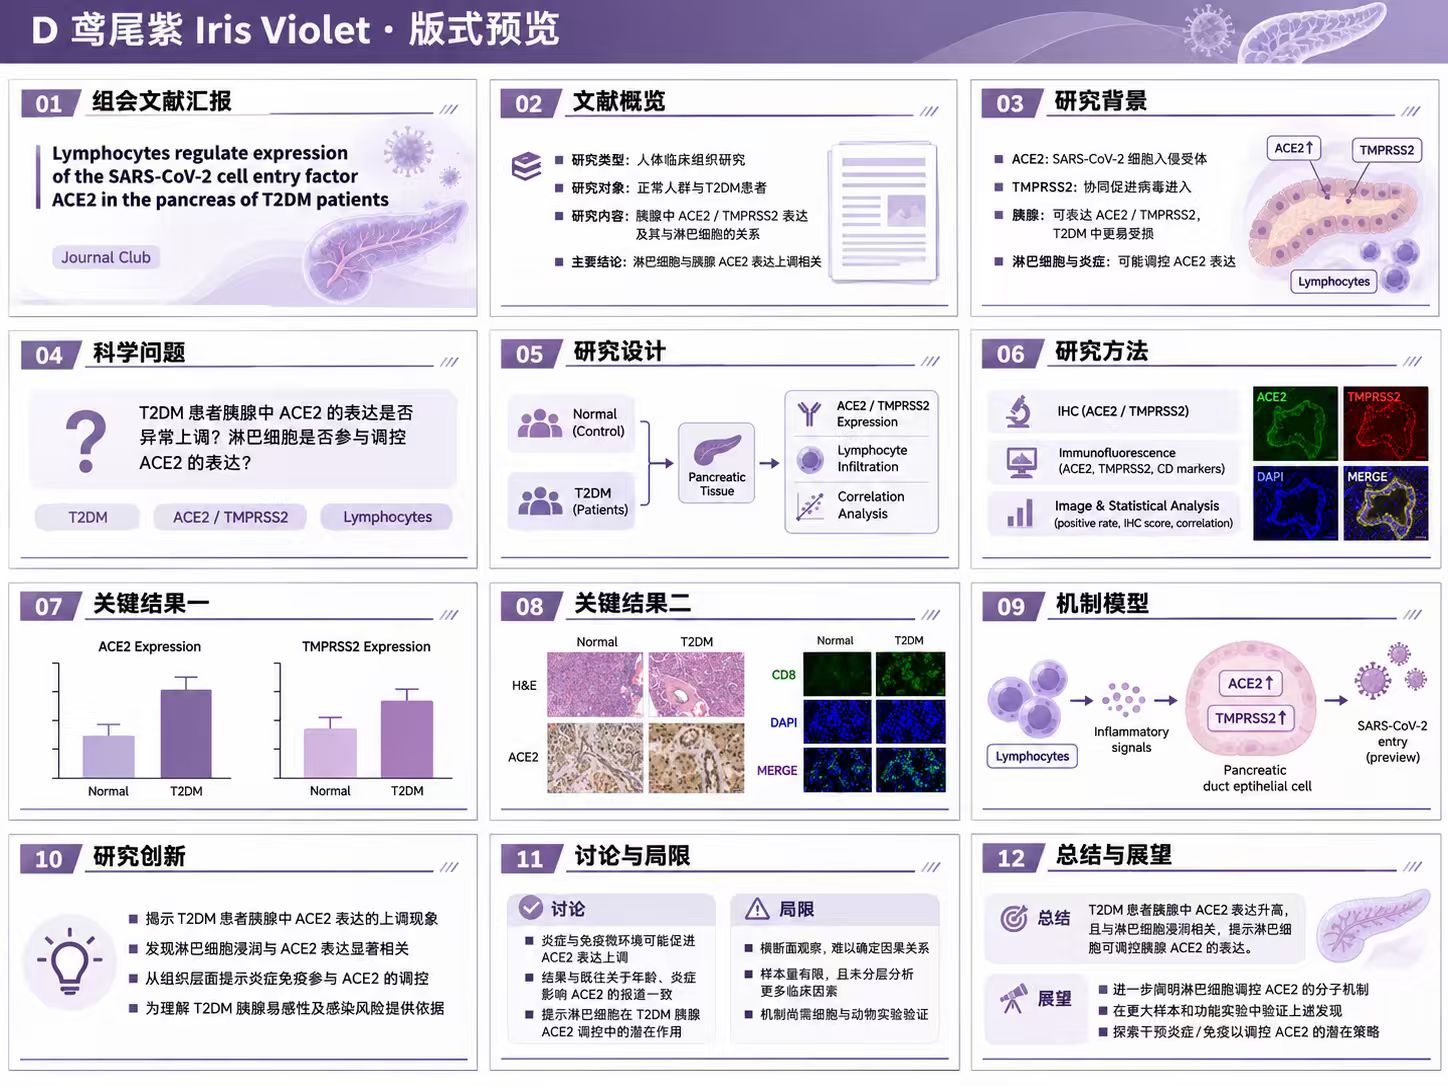 D 鸢尾紫 Iris Violet · 版式预览
01 组会文献汇报
Lymphocytes regulate expression
of the SARS-CoV-2 cell entry factor
ACE2 in the pancreas of T2DM patients
Journal Club
02 文献概览
研究类型：人体临床组织研究
研究对象：正常人群与T2DM患者
研究内容：胰腺中 ACE2 / TMPRSS2 表达
及其与淋巴细胞的关系
主要结论：淋巴细胞与胰腺 ACE2 表达上调相关
03 研究背景
ACE2: SARS-CoV-2 细胞入侵受体
TMPRSS2: 协同促进病毒进入
胰腺：可表达 ACE2 / TMPRSS2，
T2DM 中更易受损
淋巴细胞与炎症：可能调控 ACE2 表达
ACE2↑
TMPRSS2
Lymphocytes
04 科学问题
?
T2DM 患者胰腺中 ACE2 的表达是否
异常上调？淋巴细胞是否参与调控
ACE2 的表达？
T2DM
ACE2 / TMPRSS2
Lymphocytes
05 研究设计
Normal
(Control)
T2DM
(Patients)
Pancreatic
Tissue
ACE2 / TMPRSS2
Expression
Lymphocyte
Infiltration
Correlation
Analysis
06 研究方法
IHC (ACE2 / TMPRSS2)
Immunofluorescence
(ACE2, TMPRSS2, CD markers)
Image & Statistical Analysis
(positive rate, IHC score, correlation)
ACE2
TMPRSS2
DAPI
MERGE
07 关键结果一
ACE2 Expression
Normal
T2DM
TMPRSS2 Expression
Normal
T2DM
08 关键结果二
Normal
T2DM
H&E
ACE2
Normal
T2DM
CD8
DAPI
MERGE
09 机制模型
Lymphocytes
Inflammatory
signals
ACE2↑
TMPRSS2↑
Pancreatic
duct eptihelial cell
SARS-CoV-2
entry
(preview)
10 研究创新
揭示 T2DM 患者胰腺中 ACE2 表达的上调现象
发现淋巴细胞浸润与 ACE2 表达显著相关
从组织层面提示炎症免疫参与 ACE2 的调控
为理解 T2DM 胰腺易感性及感染风险提供依据
11 讨论与局限
讨论
炎症与免疫微环境可能促进
ACE2 表达上调
结果与既往关于年龄、炎症
影响 ACE2 的报道一致
提示淋巴细胞在 T2DM 胰腺
ACE2 调控中的潜在作用
局限
横断面观察，难以确定因果关系
样本量有限，且未分层分析
更多临床因素
机制尚需细胞与动物实验验证
12 总结与展望
总结
T2DM 患者胰腺中 ACE2 表达升高，
且与淋巴细胞浸润相关，提示淋巴细
胞可调控胰腺 ACE2 的表达。
展望
进一步阐明淋巴细胞调控 ACE2 的分子机制
在更大样本和功能实验中验证上述发现
探索干预炎症/免疫以调控 ACE2 的潜在策略